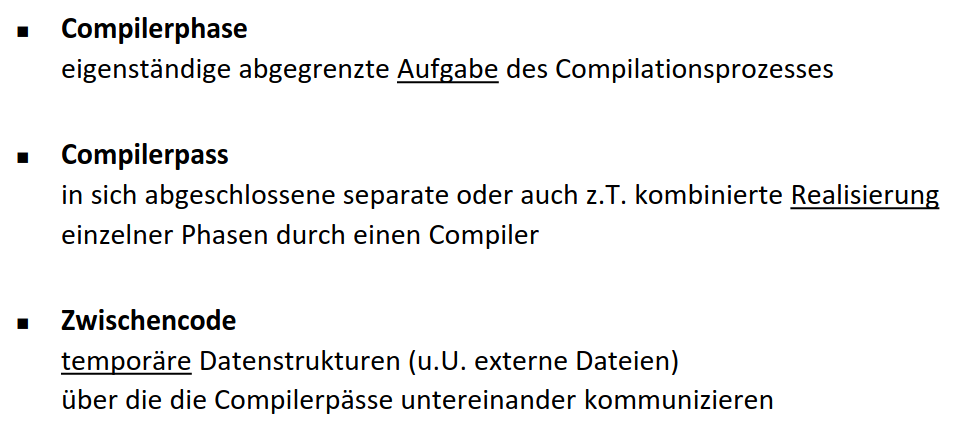 ▪ Compilerphase
eigenständige abgegrenzte Aufgabe des Compilationsprozesses
▪ Compilerpass
in sich abgeschlossene separate oder auch z.T. kombinierte Realisierung
einzelner Phasen durch einen Compiler
▪ Zwischencode
temporäre Datenstrukturen (u.U. externe Dateien)
über die die Compilerpässe untereinander kommunizieren